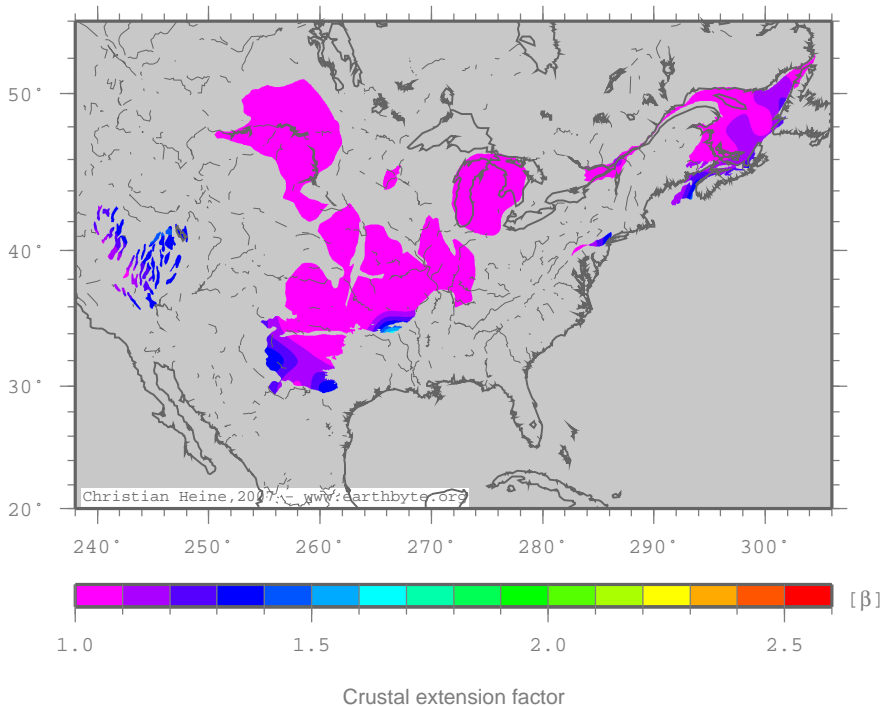 50°
40°
30°
20°
Christian Heine, 2007 - www.earthbyte.org
240° 250° 260° 270° 280° 290° 300°
[β]
1.0 1.5 2.0 2.5
Crustal extension factor